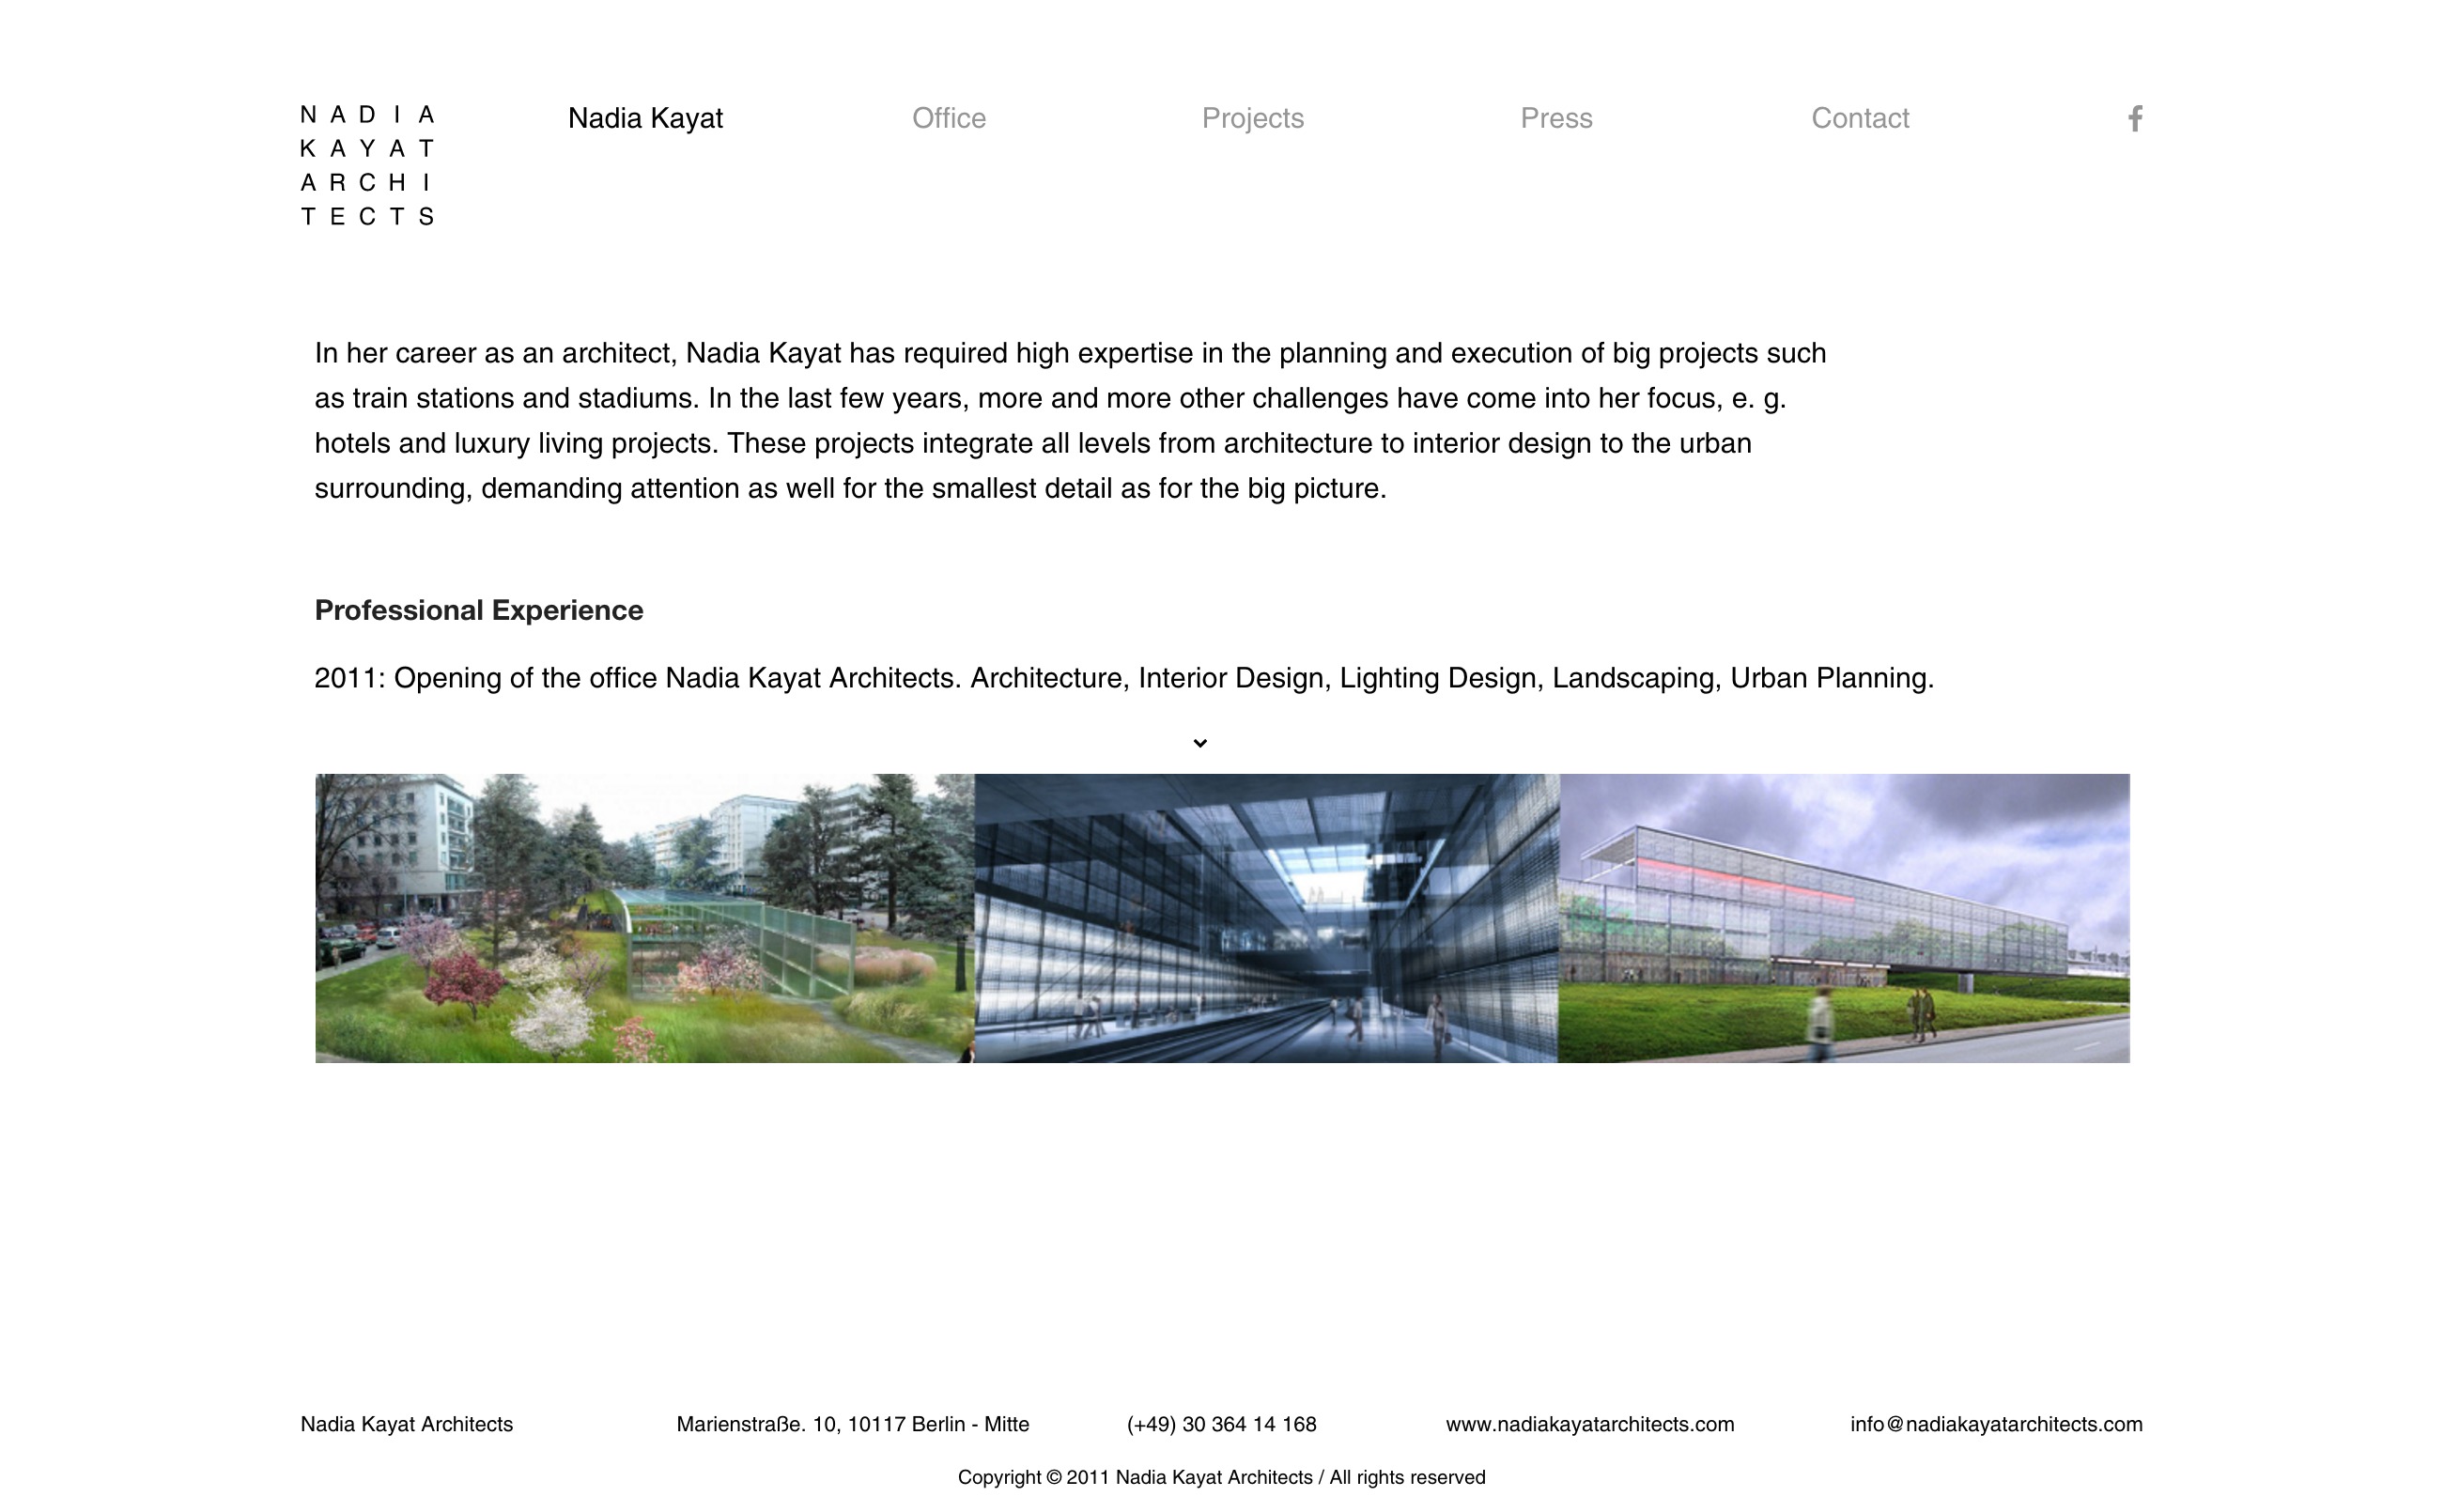 NADIA
KAYAT
ARCHI
TECTS
Nadia Kayat
Office
Projects
Press
Contact
In her career as an architect, Nadia Kayat has required high expertise in the planning and execution of big projects such
as train stations and stadiums. In the last few years, more and more other challenges have come into her focus, e. g.
hotels and luxury living projects. These projects integrate all levels from architecture to interior design to the urban
surrounding, demanding attention as well for the smallest detail as for the big picture.
Professional Experience
2011: Opening of the office Nadia Kayat Architects. Architecture, Interior Design, Lighting Design, Landscaping, Urban Planning.
Nadia Kayat Architects
Marienstraße. 10, 10117 Berlin - Mitte
(+49) 30 364 14 168
www.nadiakayatarchitects.com
info@nadiakayatarchitects.com
Copyright © 2011 Nadia Kayat Architects / All rights reserved